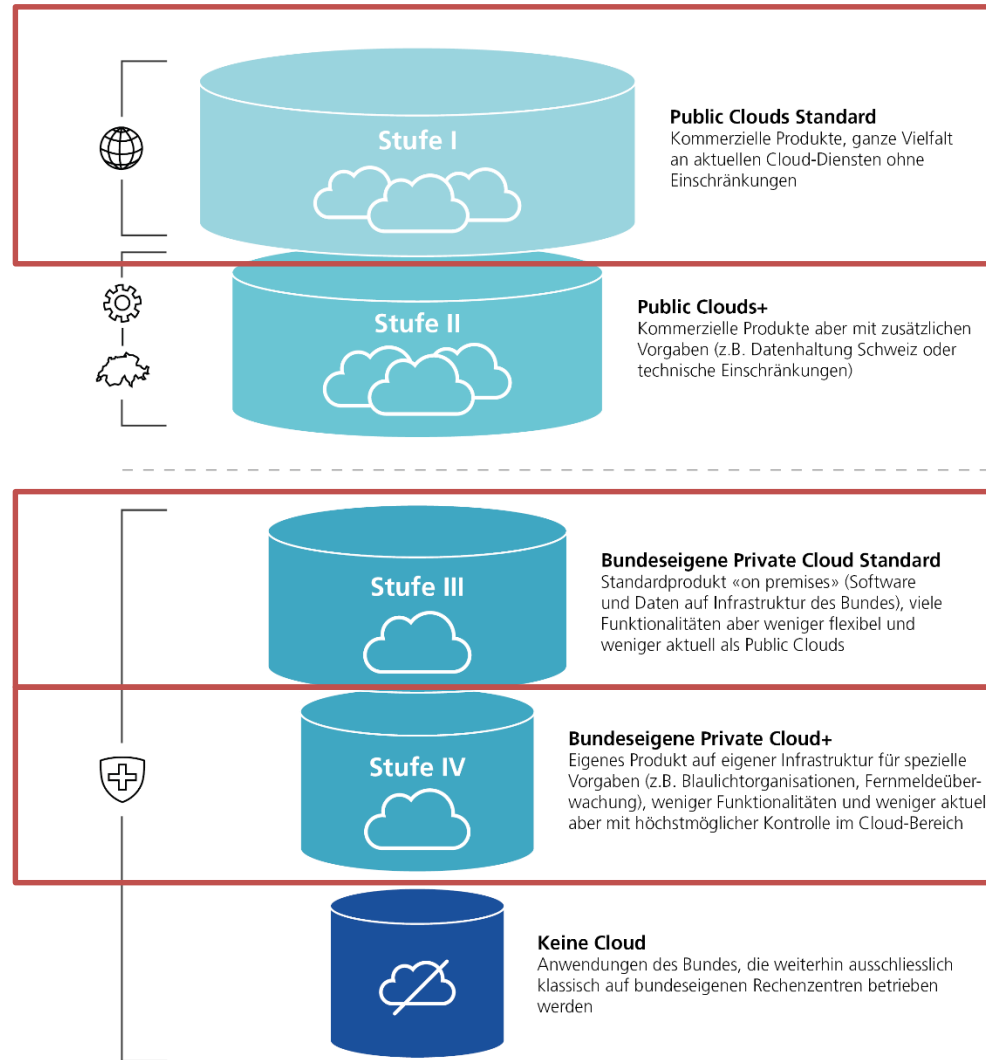 Stufe I
Public Clouds Standard
Kommerzielle Produkte, ganze Vielfalt
an aktuellen Cloud-Diensten ohne
Einschränkungen
Stufe II
Public Clouds+
Kommerzielle Produkte aber mit zusätzlichen
Vorgaben (z.B. Datenhaltung Schweiz oder
technische Einschränkungen)
Stufe III
Bundeseigene Private Cloud Standard
Standardprodukt «on premises» (Software
und Daten auf Infrastruktur des Bundes), viele
Funktionalitäten aber weniger flexibel und
weniger aktuell als Public Clouds
Stufe IV
Bundeseigene Private Cloud+
Eigenes Produkt auf eigener Infrastruktur für spezielle
Vorgaben (z.B. Blaulichtorganisationen, Fernmeldeüber-
wachung), weniger Funktionalitäten und weniger aktuel
aber mit höchstmöglicher Kontrolle im Cloud-Bereich
Keine Cloud
Anwendungen des Bundes, die weiterhin ausschliesslich
klassisch auf bundeseigenen Rechenzentren betrieben
werden